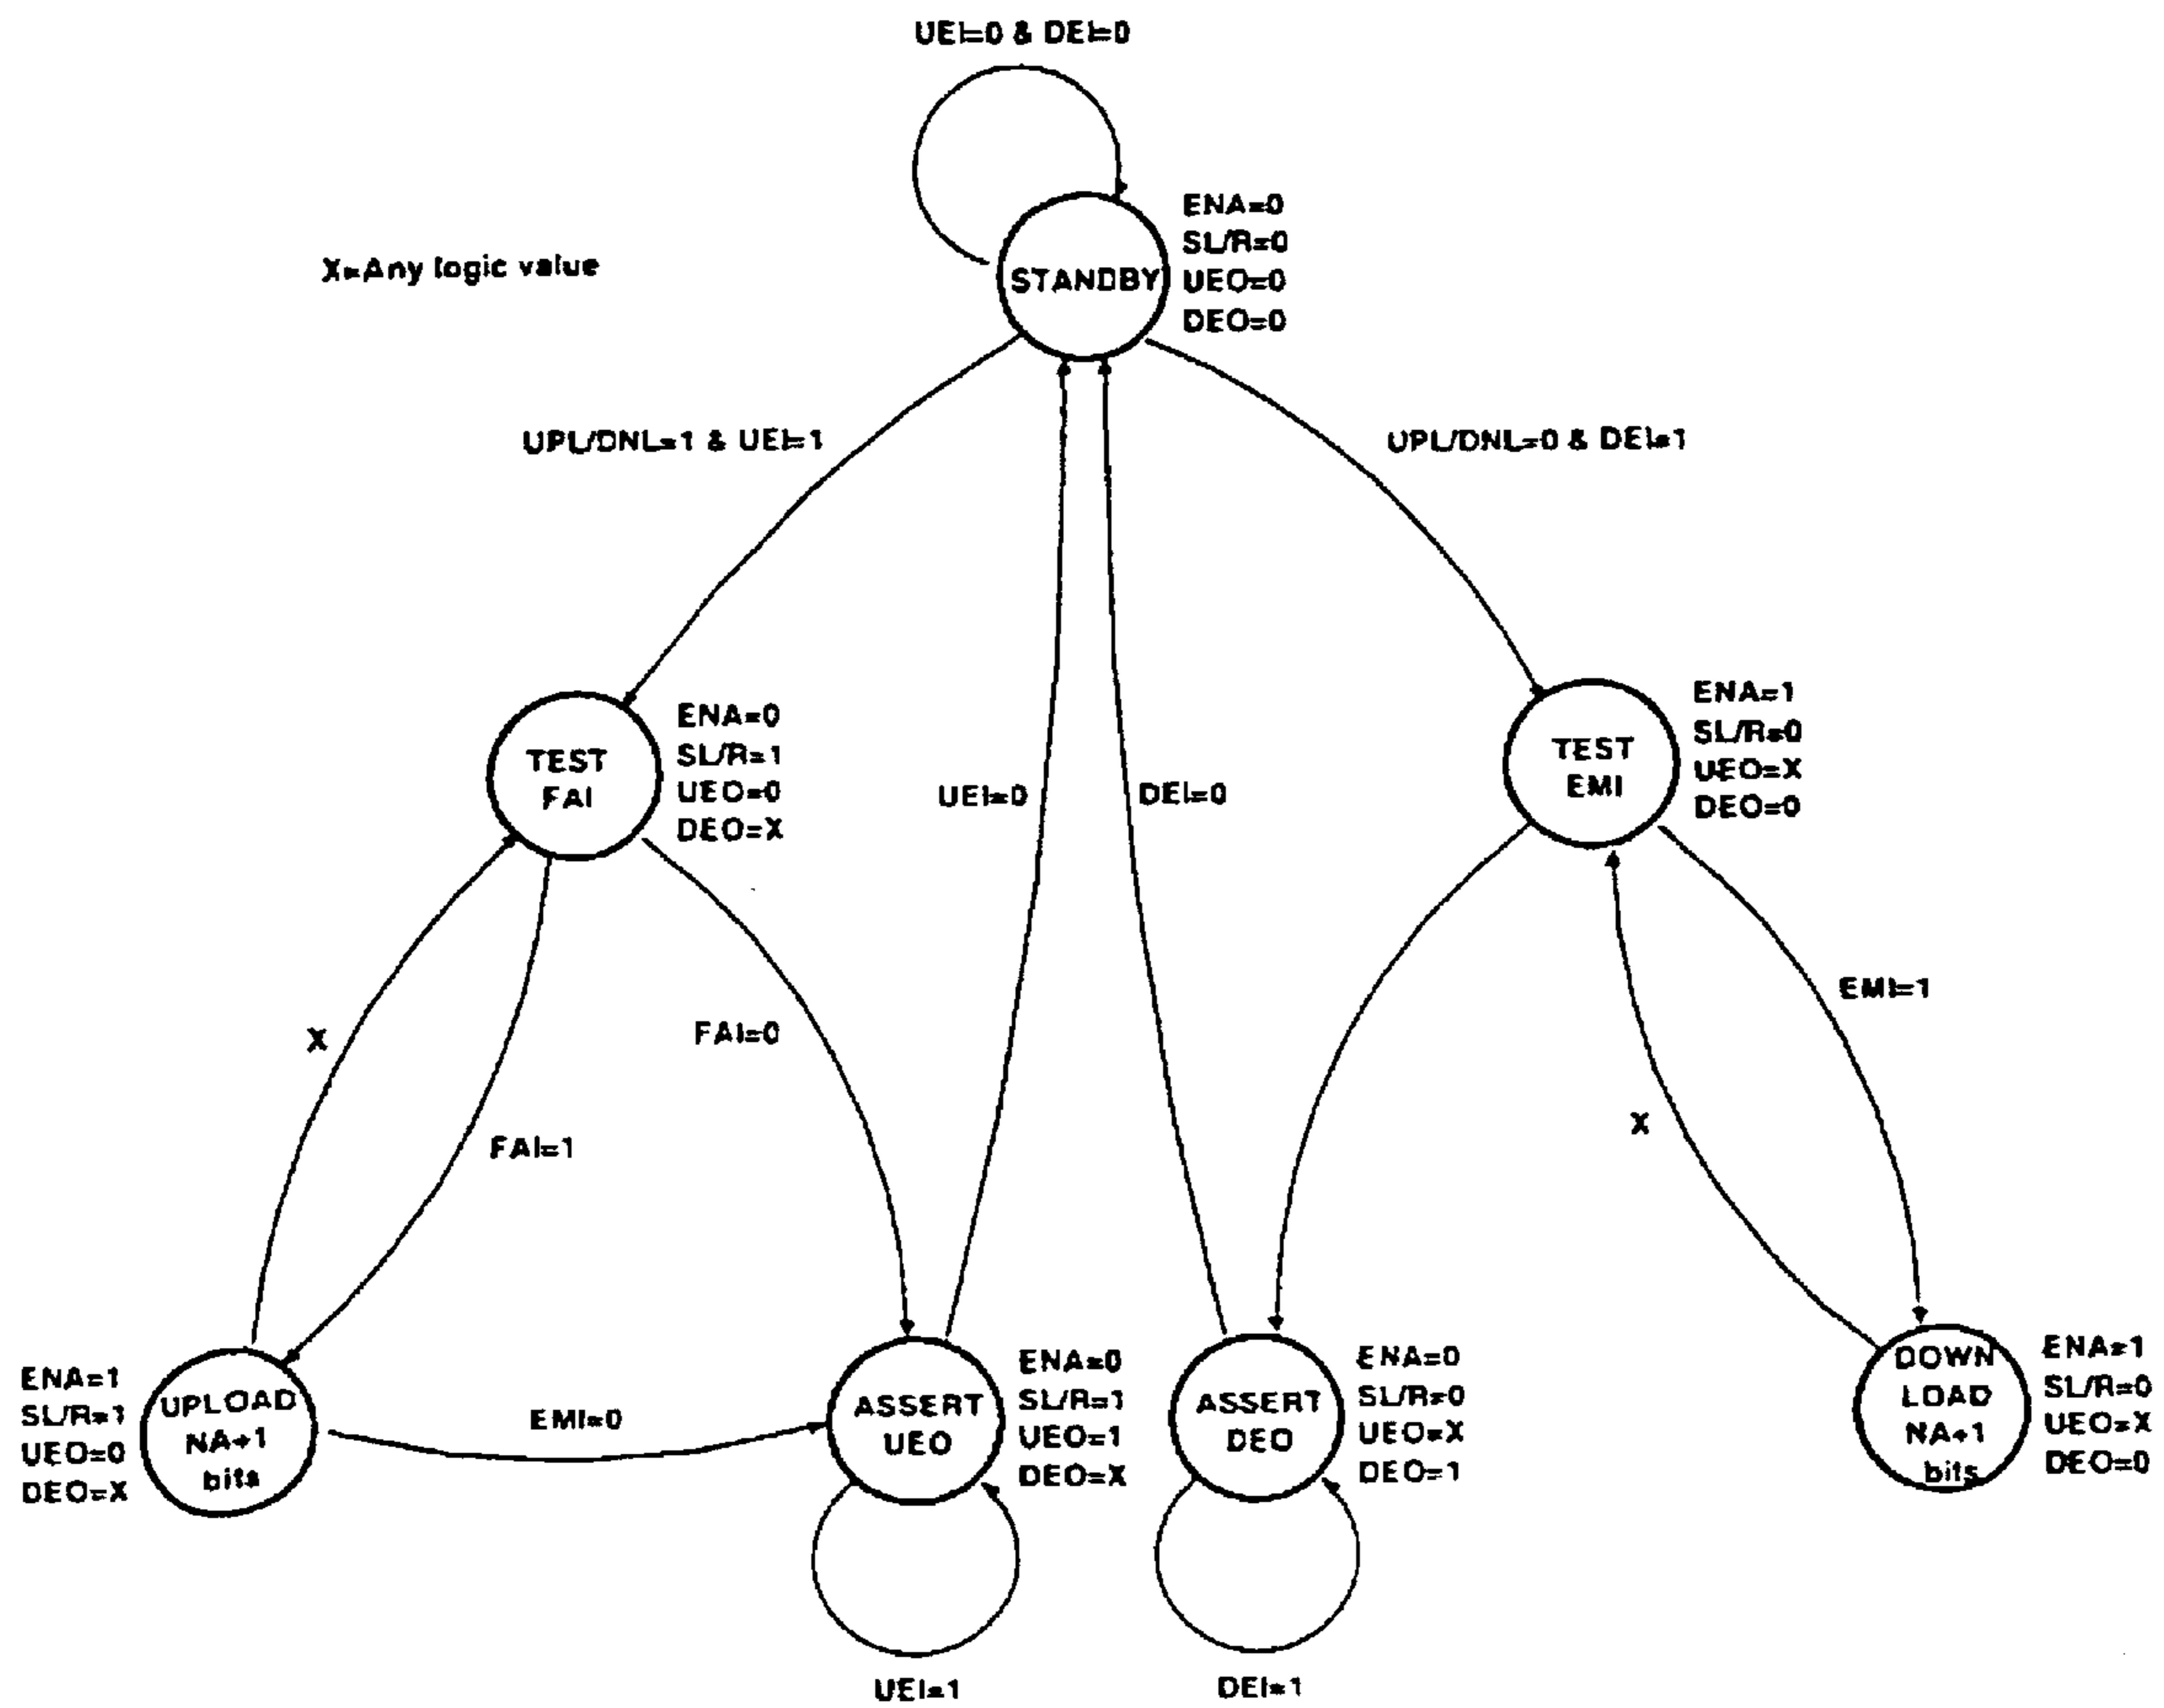 UEI=0 & DEI=0
ENA=0
SL/R=0
UEO=0
DEO=0
STANDBY
X=Any logic value
UPL/DNL=1 & UEI=1
UPL/DNL=0 & DEI=1
TEST
FAI
ENA=0
SL/R=1
UEO=0
DEO=X
UEI=0
DEI=0
TEST
EMI
ENA=1
SL/R=0
UEO=X
DEO=0
X
FAI=1
FAI=0
EMI=1
X
ENA=1
SL/R=1
UEO=0
DEO=X
UPLOAD
NA+1
bits
EMI=0
ASSERT
UEO
ENA=0
SL/R=1
UEO=1
DEO=X
ASSERT
DEO
ENA=0
SL/R=0
UEO=X
DEO=1
DOWN
LOAD
NA+1
bits
ENA=1
SL/R=0
UEO=X
DEO=0
UEI=1
DEI=1